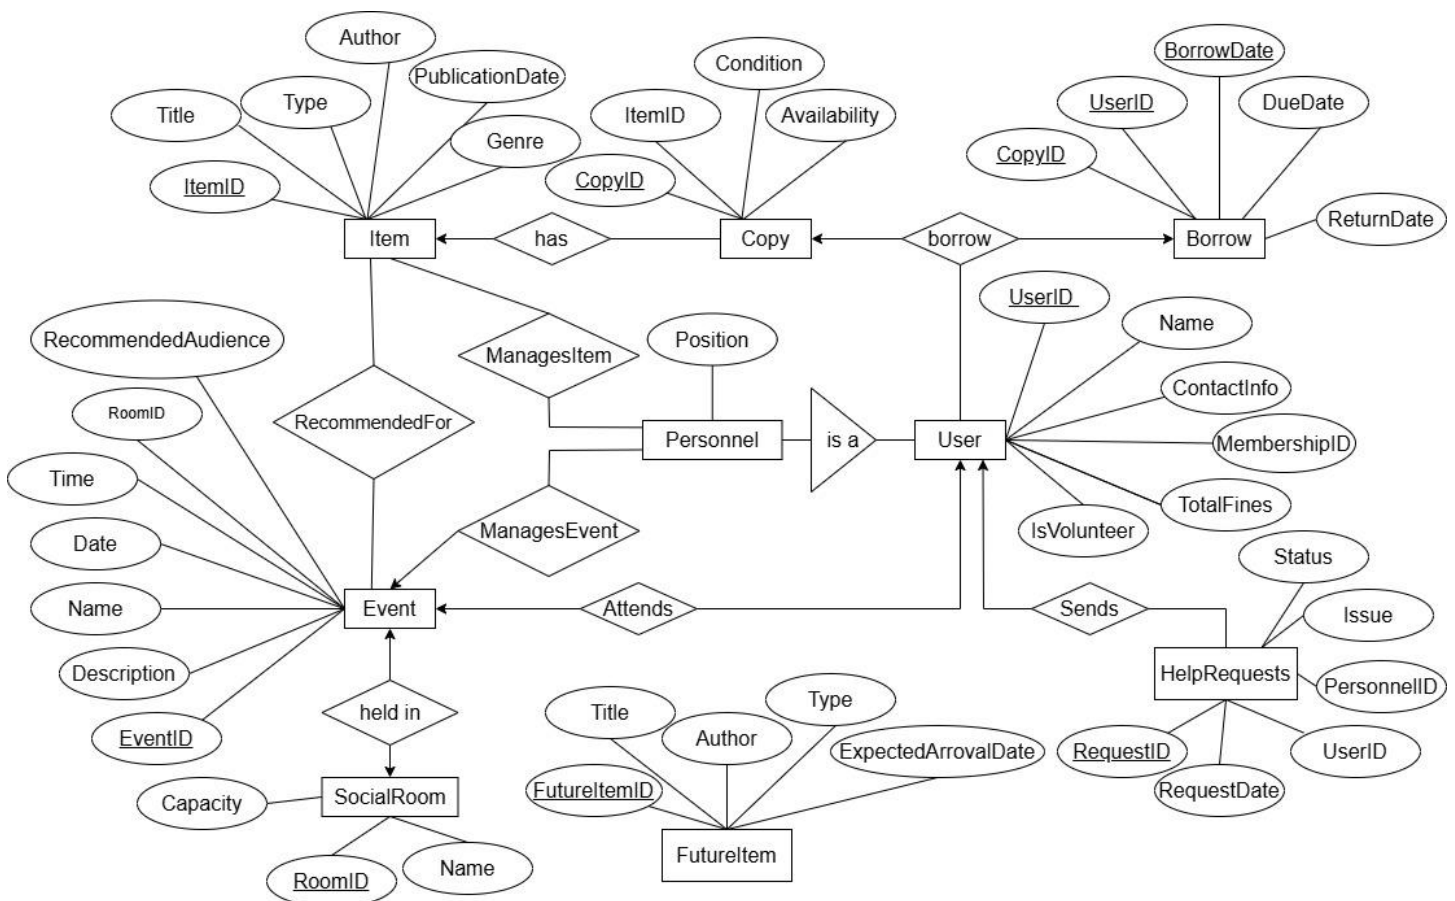 Author
BorrowDate
Condition
PublicationDate
Type
UserID
DueDate
Title
ItemID
Availability
Genre
CopyID
ItemID
CopyID
ReturnDate
Item
has
Copy
borrow
Borrow
UserID
Name
RecommendedAudience
Position
ManagesItem
ContactInfo
RoomID
RecommendedFor
Personnel
is a
User
MembershipID
Time
TotalFines
ManagesEvent
IsVolunteer
Date
Status
Name
Event
Attends
Sends
Issue
Description
HelpRequests
PersonnelID
Title
Type
held in
Author
EventID
ExpectedArrovalDate
RequestID
UserID
FutureItemID
RequestDate
Capacity
SocialRoom
FutureItem
Name
RoomID